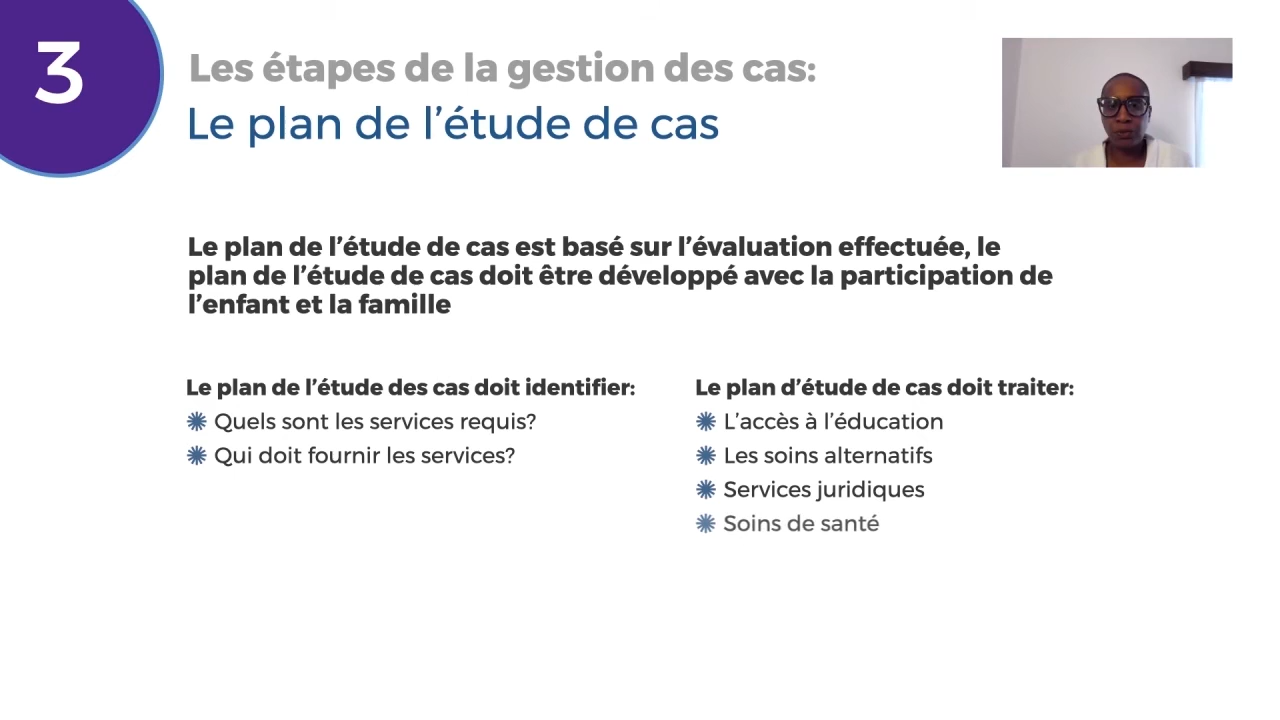 3
Les étapes de la gestion des cas:
Le plan de l’étude de cas
Le plan de l’étude de cas est basé sur l’évaluation effectuée, le
plan de l’étude de cas doit être développé avec la participation de
l’enfant et la famille
Le plan de l’étude des cas doit identifier:
Quels sont les services requis?
Qui doit fournir les services?
Le plan d’étude de cas doit traiter:
L’accès à l’éducation
Les soins alternatifs
Services juridiques
Soins de santé